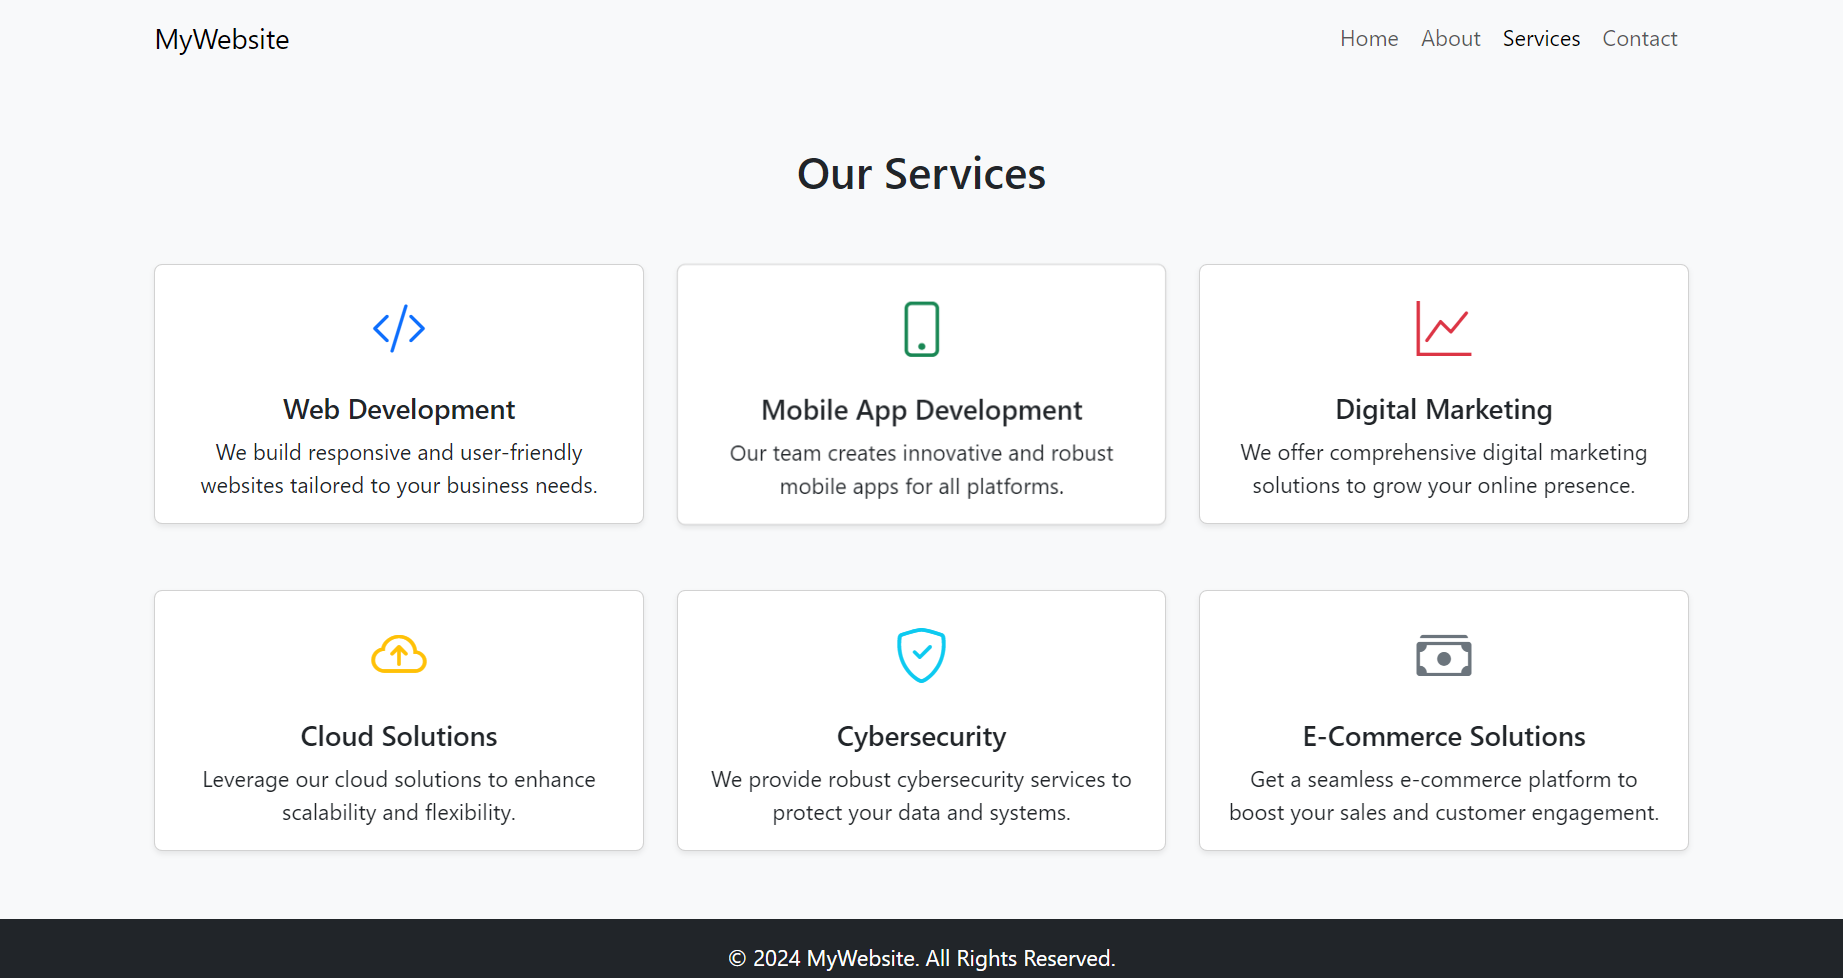 MyWebsite
Home About Services Contact
Our Services
Web Development
We build responsive and user-friendly
websites tailored to your business needs.
Mobile App Development
Our team creates innovative and robust
mobile apps for all platforms.
Digital Marketing
We offer comprehensive digital marketing
solutions to grow your online presence.
Cloud Solutions
Leverage our cloud solutions to enhance
scalability and flexibility.
Cybersecurity
We provide robust cybersecurity services to
protect your data and systems.
E-Commerce Solutions
Get a seamless e-commerce platform to
boost your sales and customer engagement.
© 2024 MyWebsite. All Rights Reserved.